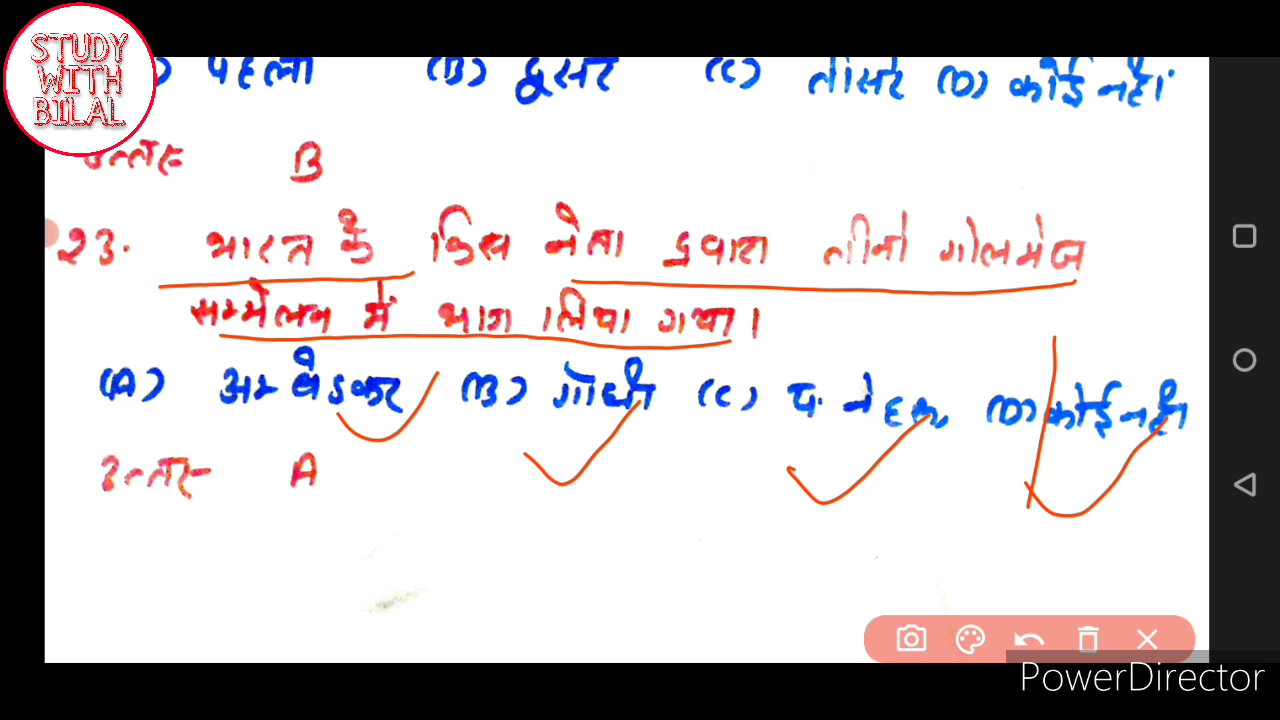 STUDY
WITH
BILAL
) पहला (B) दूसरे (C) तीसरे (D) कोई नहीं
उत्तर B
23. भारत के किस नेता द्वारा तीनों गोलमेज
सम्मेलन में भाग लिया गया।
(A) अम्बेडकर (B) गाँधी (C) पं. नेहरू (D) कोई नहीं
उत्तर A
PowerDirector